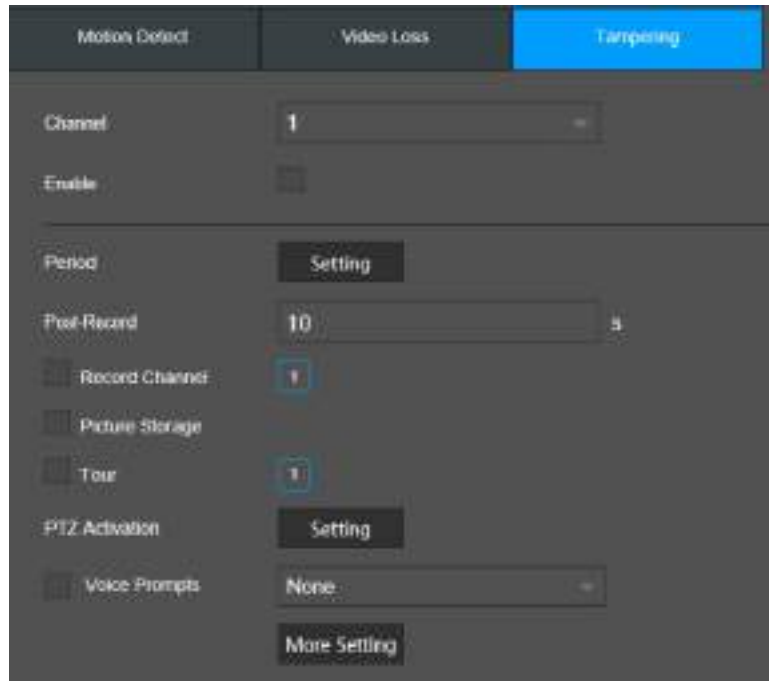 Motion Detect Video Loss Tampering
Channel 1
Enable
Period Setting
Post-Record 10 s
Record Channel 1
Picture Storage
Tour 1
PTZ Activation Setting
Voice Prompts None
More Setting